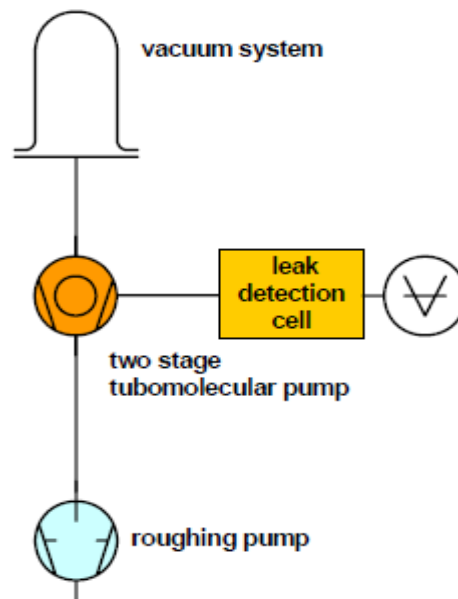 vacuum system
leak
detection
cell
two stage
tubomolecular pump
roughing pump